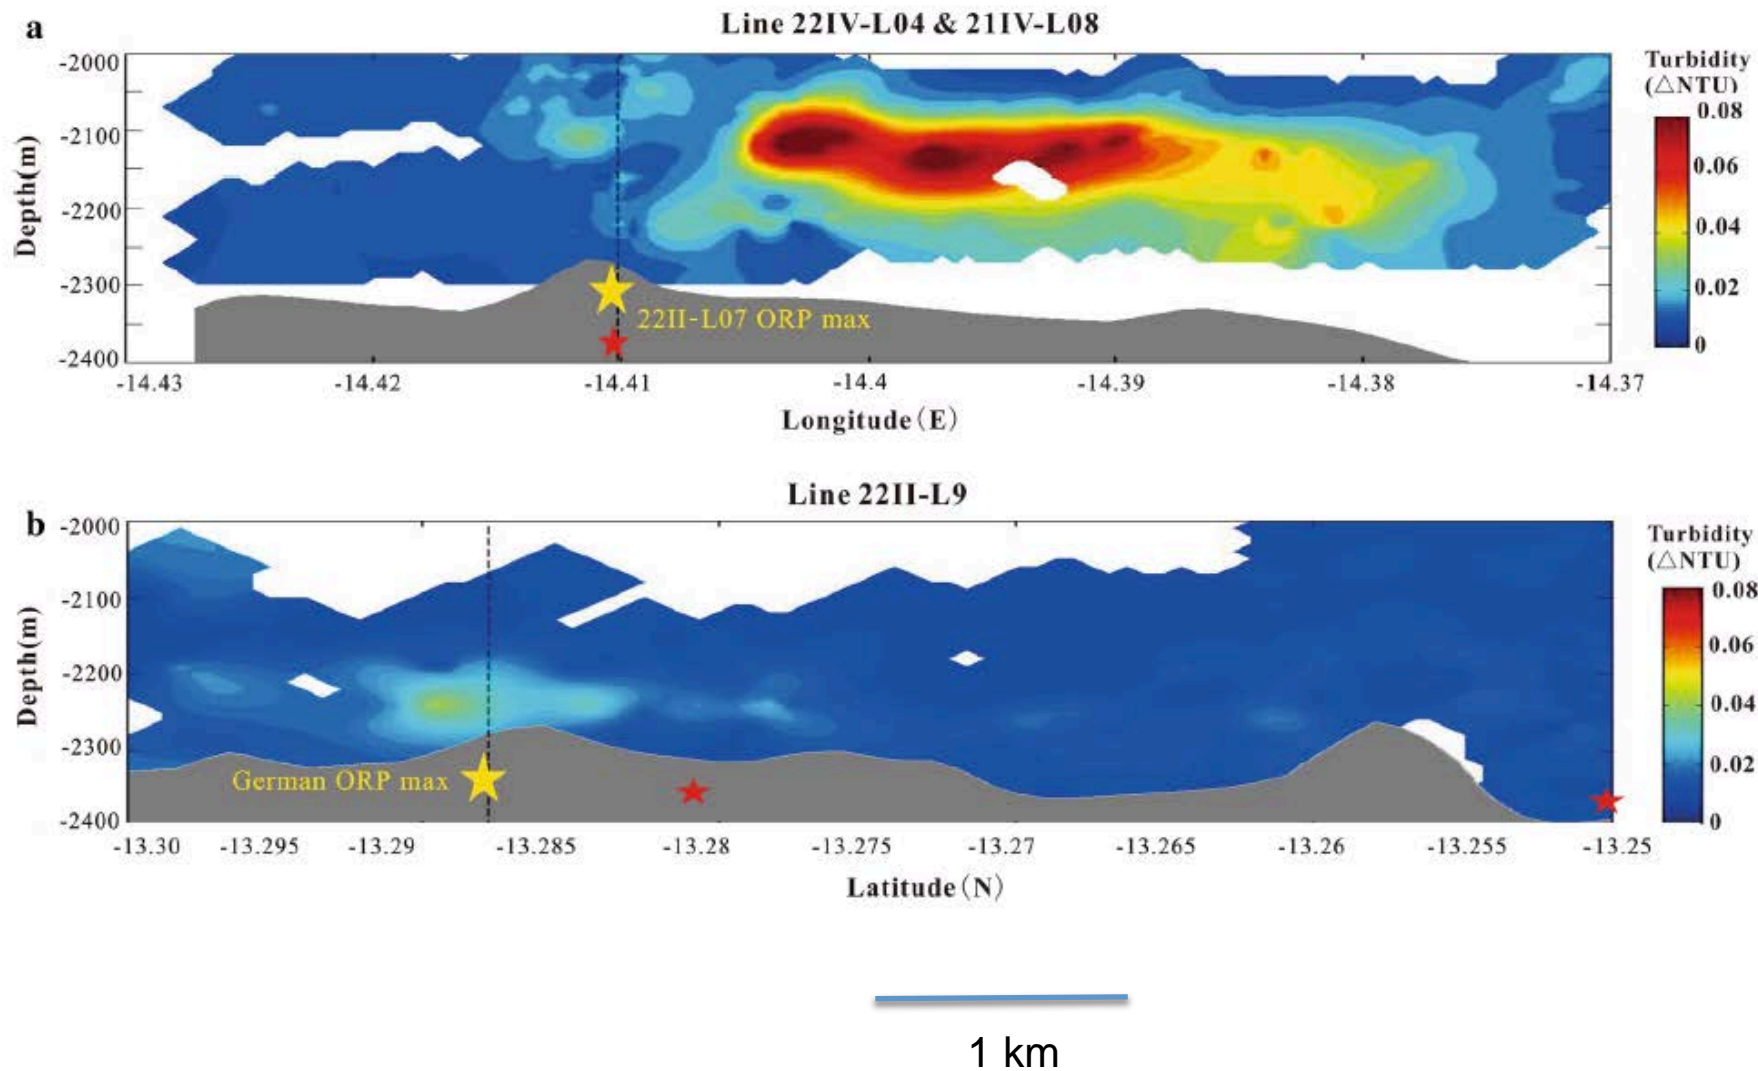 a
Line 22IV-L04 & 21IV-L08
Turbidity
(△NTU)
Depth(m)
-2000
-2100
-2200
-2300
-2400
22II-L07 ORP max
-14.43 -14.42 -14.41 -14.4 -14.39 -14.38 -14.37
Longitude(E)
0.08
0.06
0.04
0.02
0
b
Line 22II-L9
Turbidity
(△NTU)
Depth(m)
-2000
-2100
-2200
-2300
-2400
German ORP max
-13.30 -13.295 -13.29 -13.285 -13.28 -13.275 -13.27 -13.265 -13.26 -13.255 -13.25
Latitude(N)
0.08
0.06
0.04
0.02
0
1 km